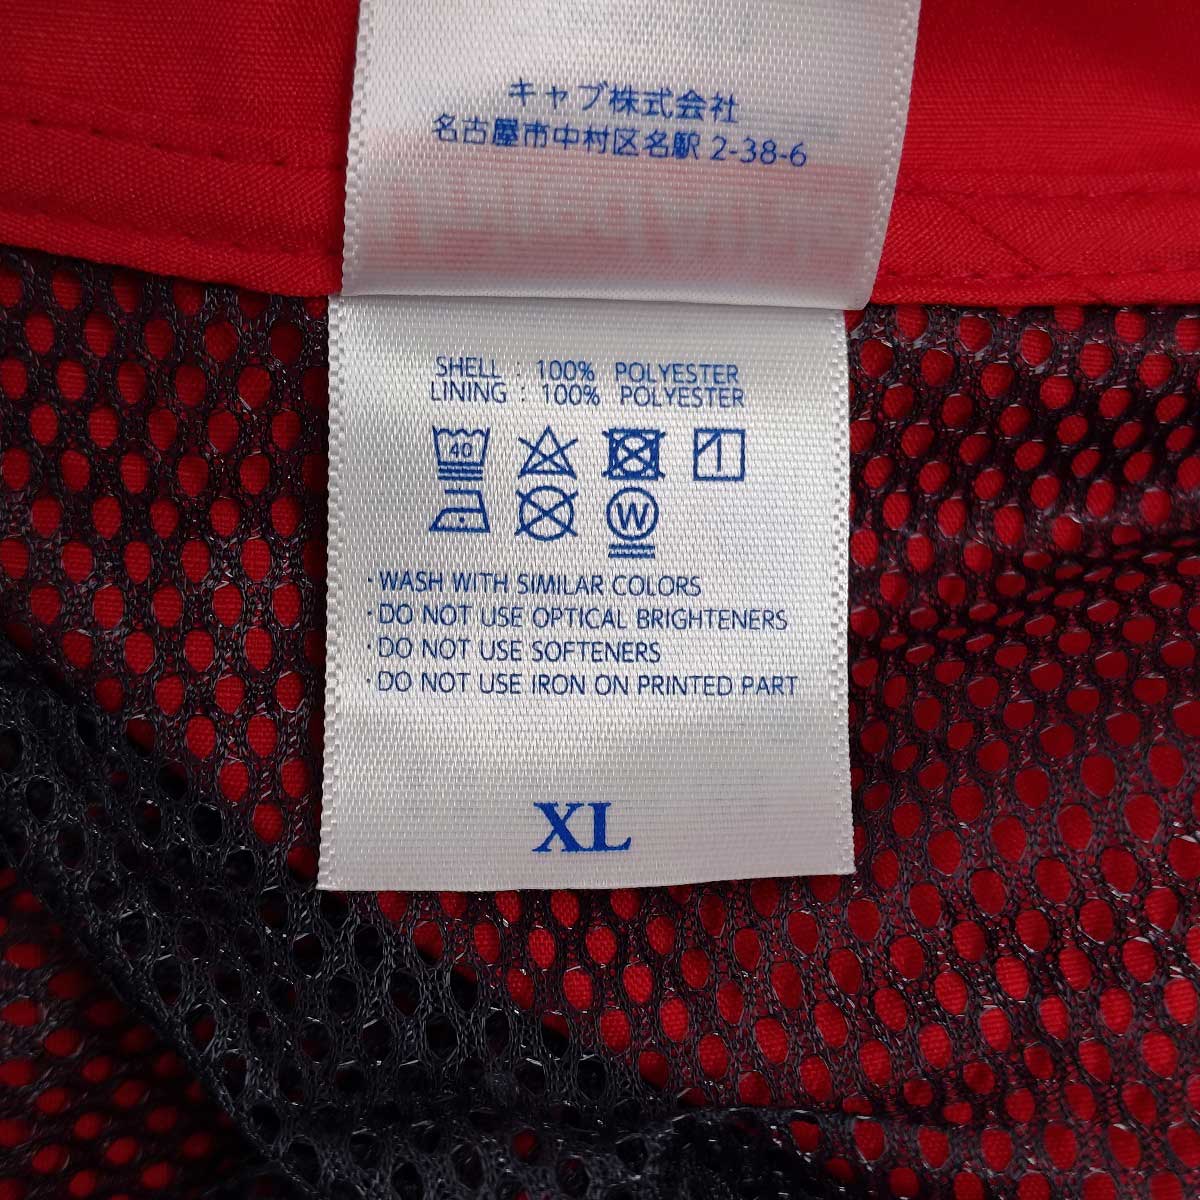 キャブ株式会社
名古屋市中村区名駅 2-38-6
SHELL : 100% POLYESTER
LINING : 100% POLYESTER
40
W
・WASH WITH SIMILAR COLORS
・DO NOT USE OPTICAL BRIGHTENERS
・DO NOT USE SOFTENERS
・DO NOT USE IRON ON PRINTED PART
XL